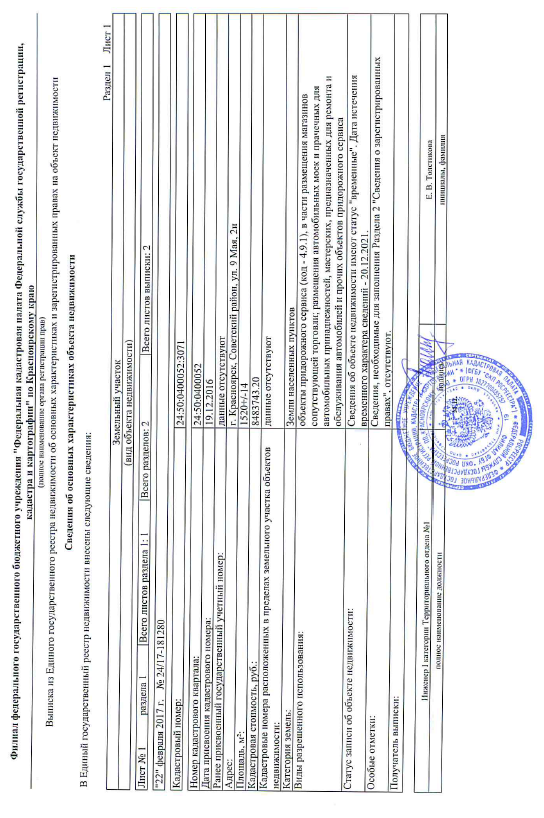 Филиал федерального государственного бюджетного учреждения "Федеральная кадастровая палата Федеральной службы государственной регистрации,
кадастра и картографии" по Красноярскому краю
(полное наименование органа регистрации прав)
Выписка из Единого государственного реестра недвижимости об основных характеристиках и зарегистрированных правах на объект недвижимости
Сведения об основных характеристиках объекта недвижимости
Раздел 1 Лист 1
В Единый государственный реестр недвижимости внесены следующие сведения:
Земельный участок
(вид объекта недвижимости)
Лист № 1 раздела 1 Всего листов раздела 1: 1 Всего разделов: 2 Всего листов выписки: 2
"22" февраля 2017 г. № 24/17-181280
Кадастровый номер: 24:50:0400052:3071
Номер кадастрового квартала: 24:50:0400052
Дата присвоения кадастрового номера: 19.12.2016
Ранее присвоенный государственный учетный номер: данные отсутствуют
Адрес: г. Красноярск, Советский район, ул. 9 Мая, 2и
Площадь, м²: 1520+/-14
Кадастровая стоимость, руб.: 8483743.20
Кадастровые номера расположенных в пределах земельного участка объектов данные отсутствуют
недвижимости:
Категория земель: Земли населенных пунктов
Виды разрешенного использования: объекты придорожного сервиса (код - 4.9.1), в части размещения магазинов
сопутствующей торговли; размещения автомобильных моек и прачечных для
автомобильных принадлежностей, мастерских, предназначенных для ремонта и
обслуживания автомобилей и прочих объектов придорожного сервиса
Статус записи об объекте недвижимости: Сведения об объекте недвижимости имеют статус "временные". Дата истечения
временного характера сведений - 20.12.2021.
Особые отметки: Сведения, необходимые для заполнения Раздела 2 "Сведения о зарегистрированных
правах", отсутствуют.
Получатель выписки:
Инженер I категории Территориального отдела №1 Е. В. Толстикова
полное наименование должности подпись инициалы, фамилия
М.П.